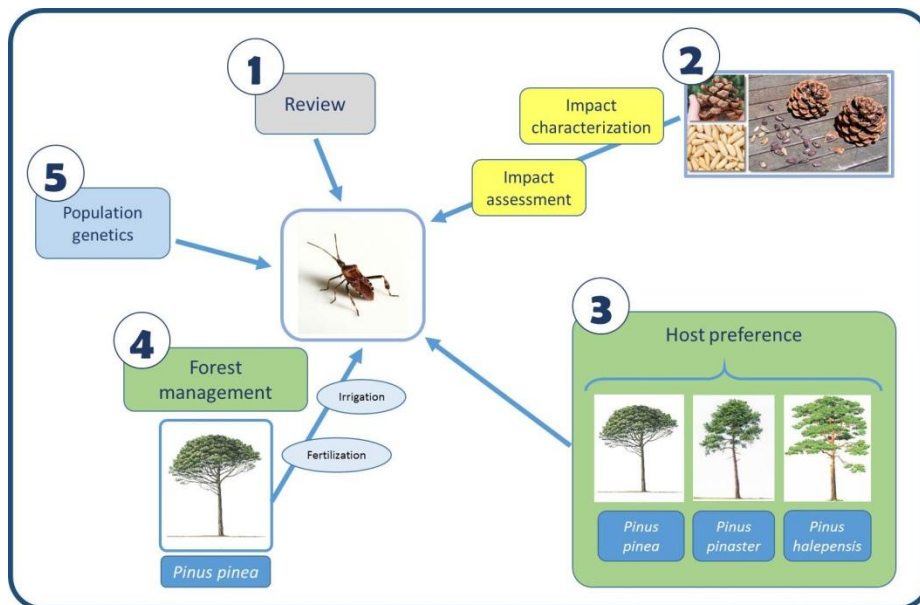 1
Review
2
Impact
characterization
Impact
assessment
5
Population
genetics
3
Host preference
Pinus
pinea
Pinus
pinaster
Pinus
halepensis
4
Forest
management
Irrigation
Fertilization
Pinus pinea